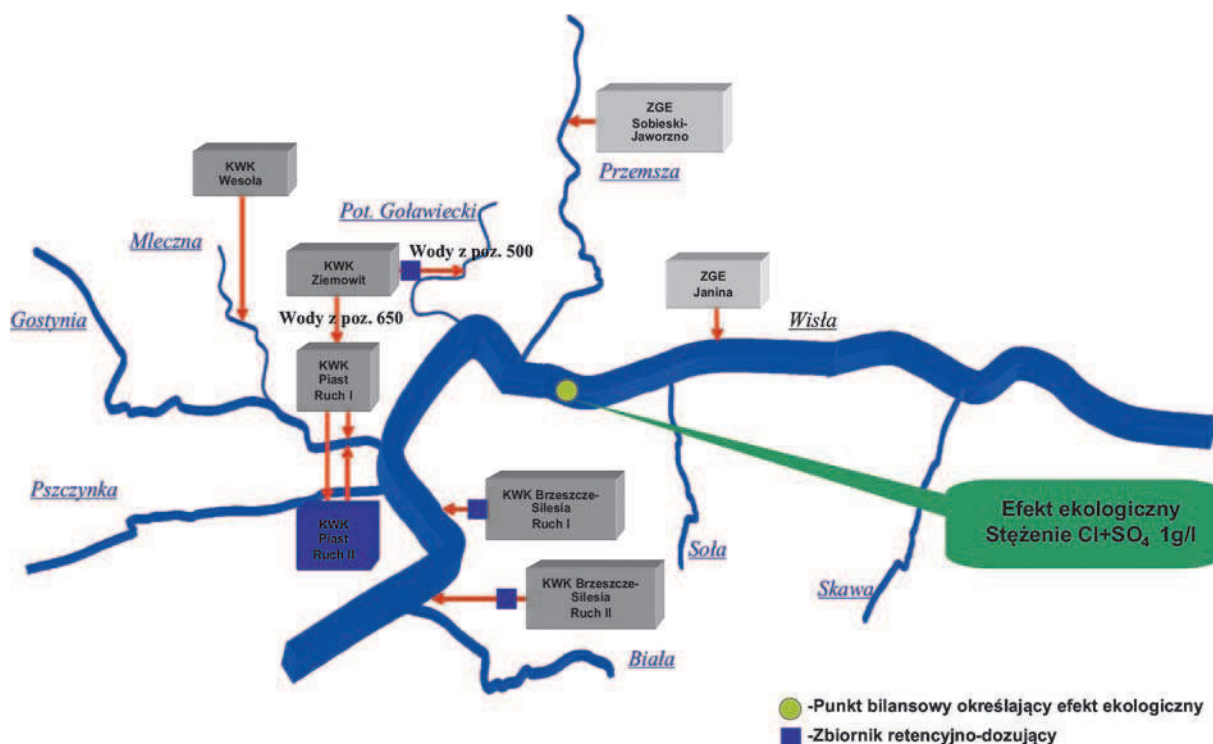 ZGE
Sobieski-
Jaworzno
KWK
Wesoła
Przemsza
Pot. Goławiecki
Mleczna
Wody z poz. 500
KWK
Ziemowit
ZGE
Janina
Gostynia
Wody z poz. 650
Wisła
KWK
Piast
Ruch I
Pszczynka
KWK Brzeszcze-
Silesia
Ruch I
KWK
Piast
Ruch II
Efekt ekologiczny
Stężenie Cl+SO₄ 1g/l
Soła
KWK Brzeszcze-
Silesia
Ruch II
Skawa
Biała
-Punkt bilansowy określający efekt ekologiczny
-Zbiornik retencyjno-dozujący